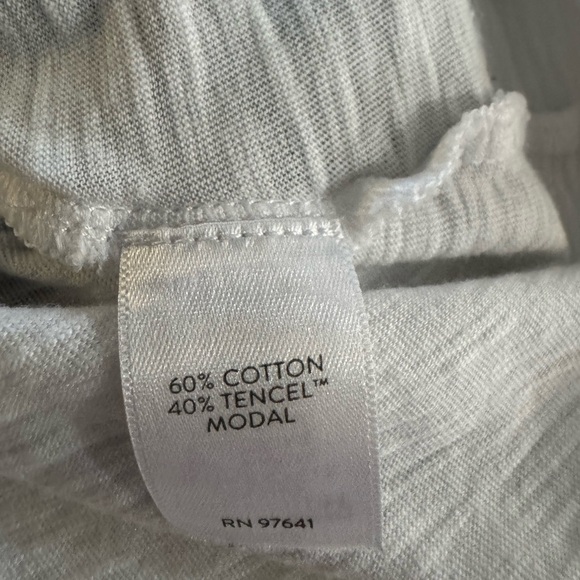 60% COTTON
40% TENCEL™
MODAL
RN 97641